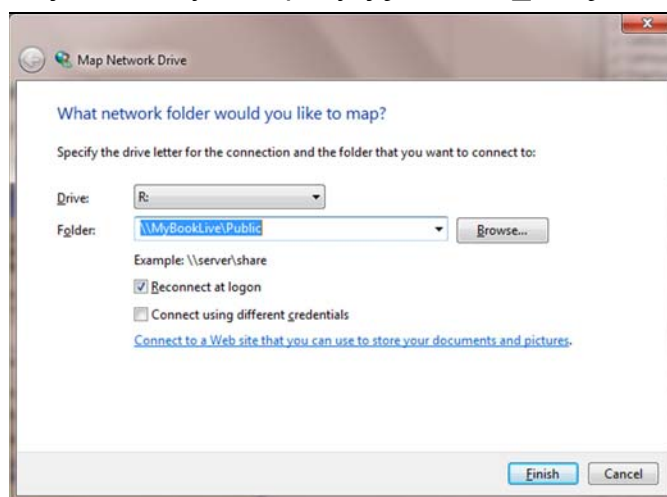 Map Network Drive
What network folder would you like to map?
Specify the drive letter for the connection and the folder that you want to connect to:
Drive: R:
Folder: \\MyBookLive\Public Browse...
Example: \\server\share
Reconnect at logon
Connect using different credentials
Connect to a Web site that you can use to store your documents and pictures.
Finish Cancel